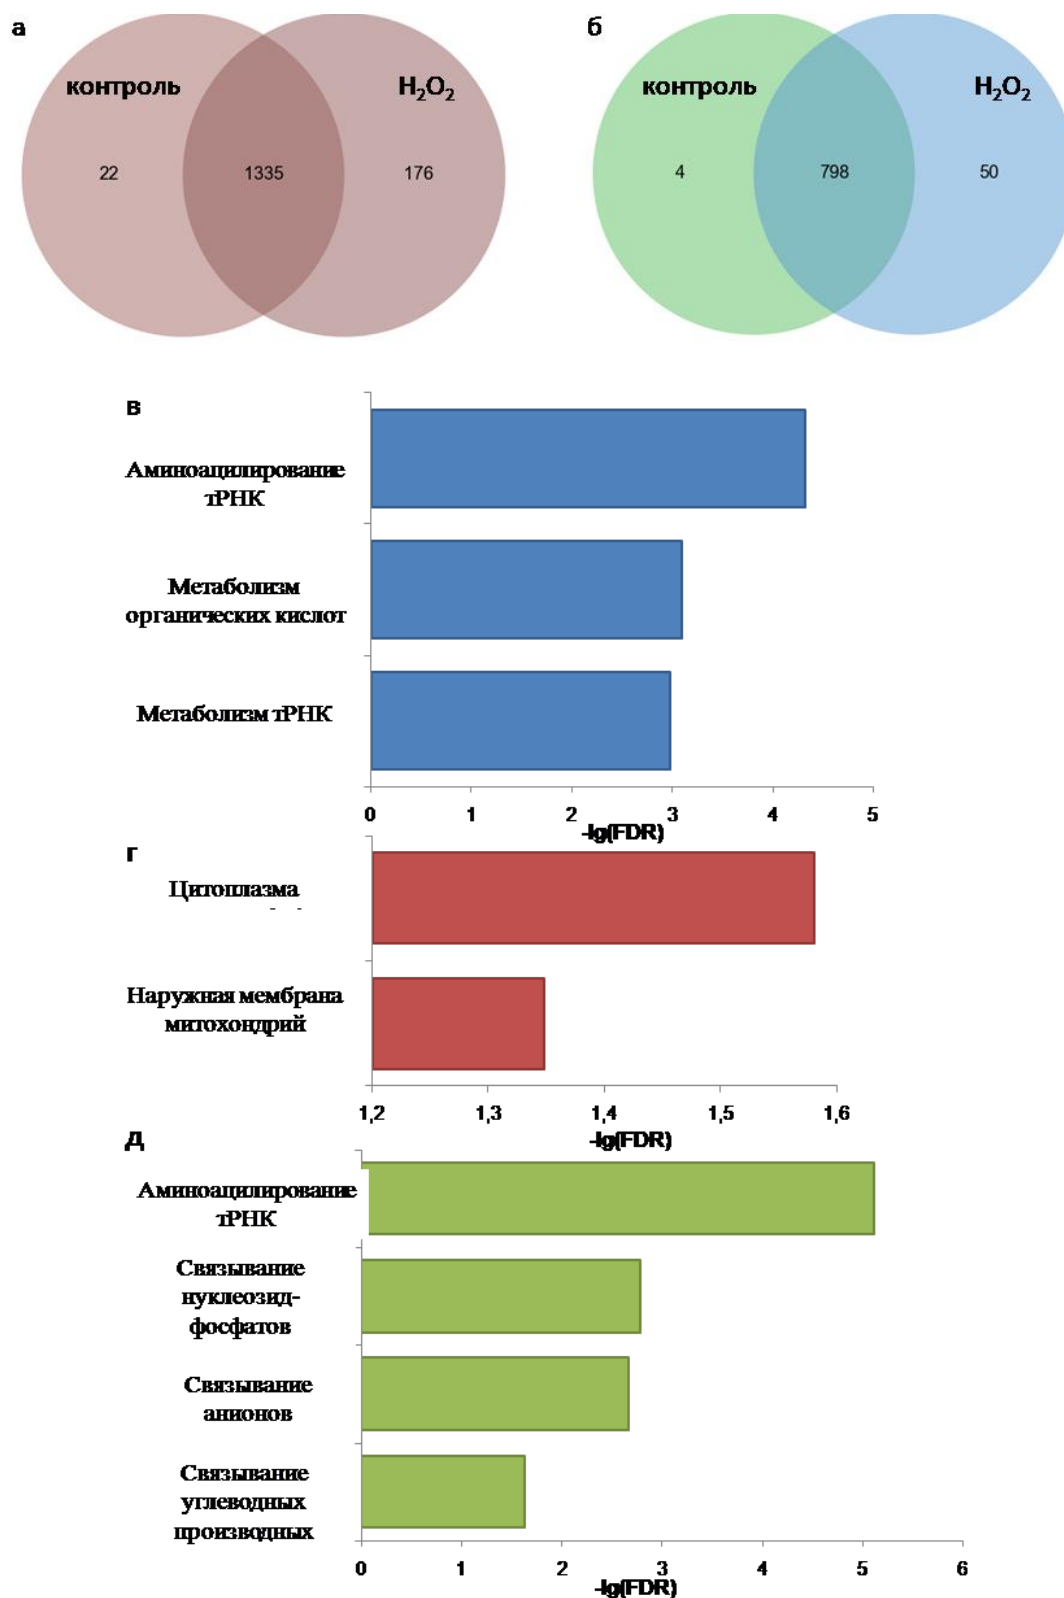 а
контроль
H₂O₂
22
1335
176
б
контроль
H₂O₂
4
798
50
в
Аминоацилирование
тРНК
Метаболизм
органических кислот
Метаболизм тРНК
0 1 2 3 4 5
-lg(FDR)
г
Цитоплазма
Наружная мембрана
митохондрий
1,2 1,3 1,4 1,5 1,6
-lg(FDR)
д
Аминоацилирование
тРНК
Связывание
нуклеозид-
фосфатов
Связывание
анионов
Связывание
углеводных
производных
0 1 2 3 4 5 6
-lg(FDR)